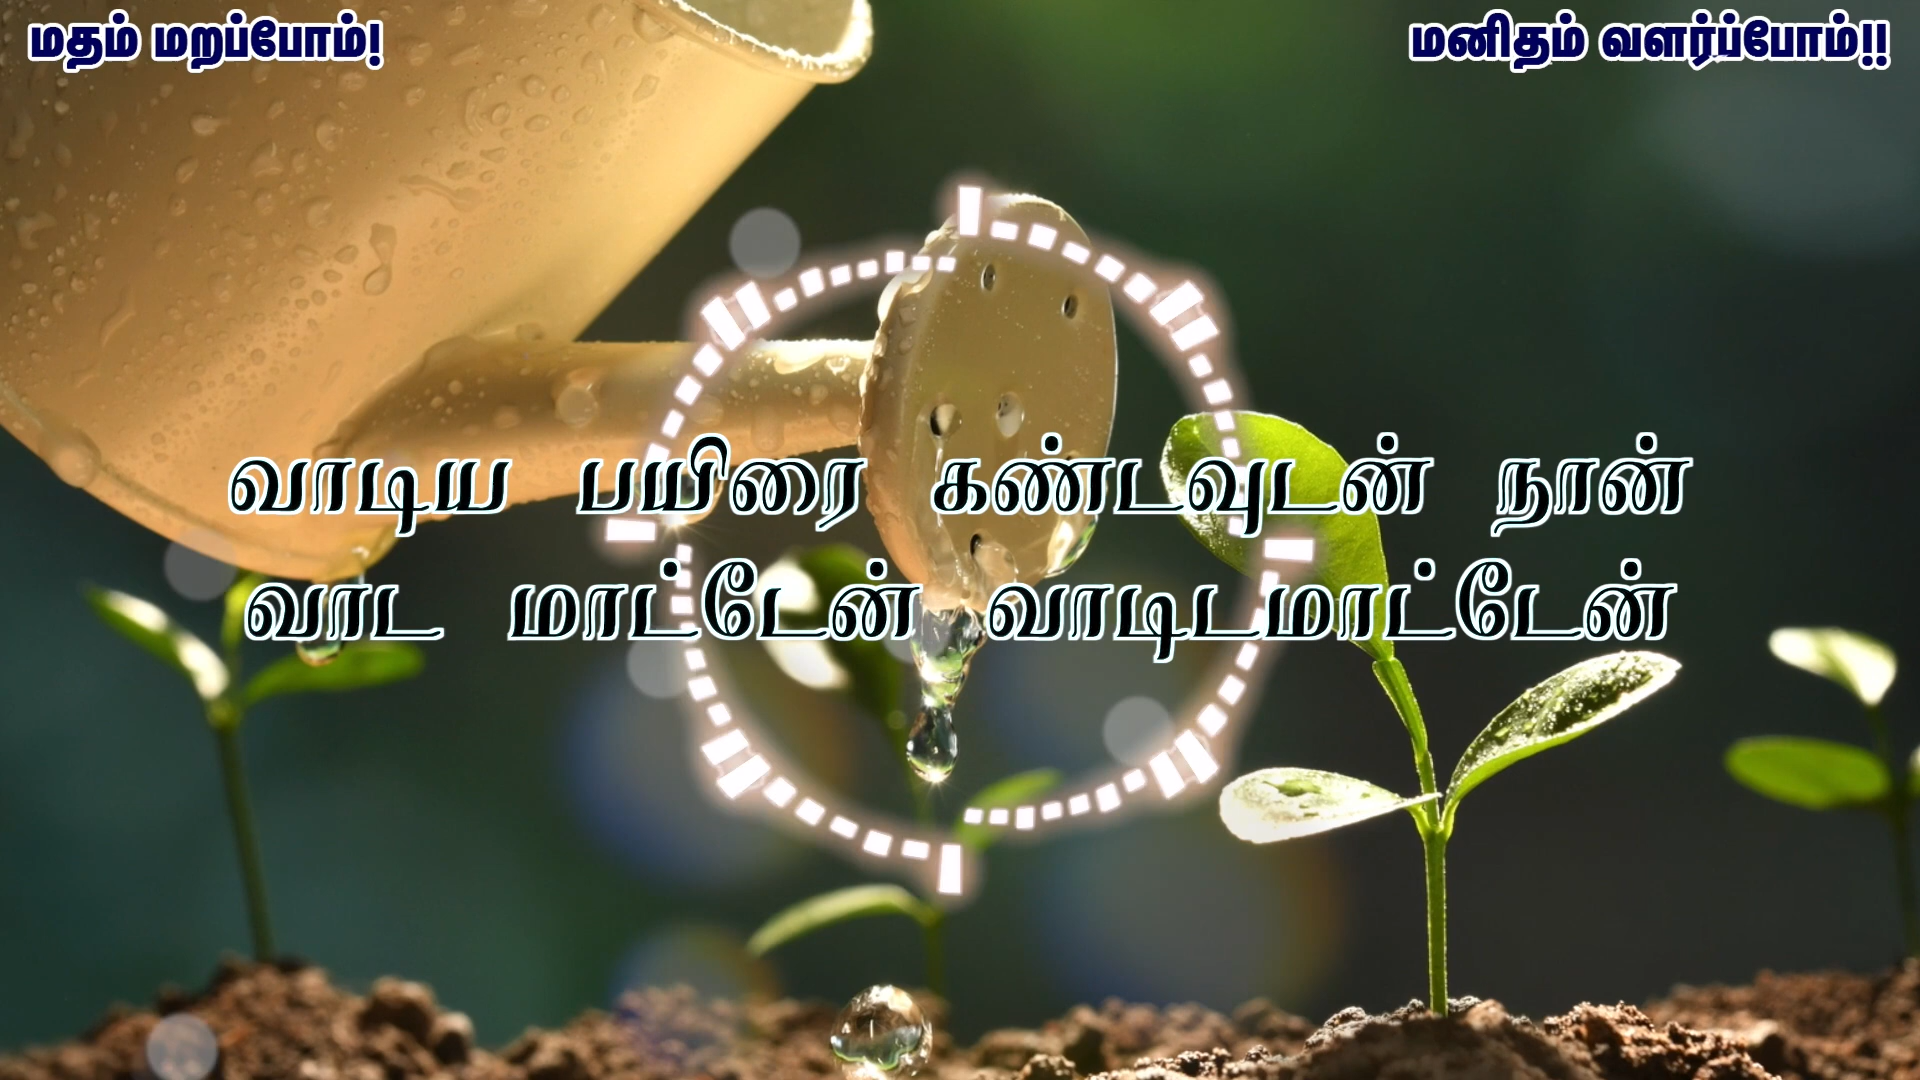 மதம் மறப்போம்!
மனிதம் வளர்ப்போம்!!
வாடிய பயிரை கண்டவுடன் நான்
வாட மாட்டேன் வாடிடமாட்டேன்